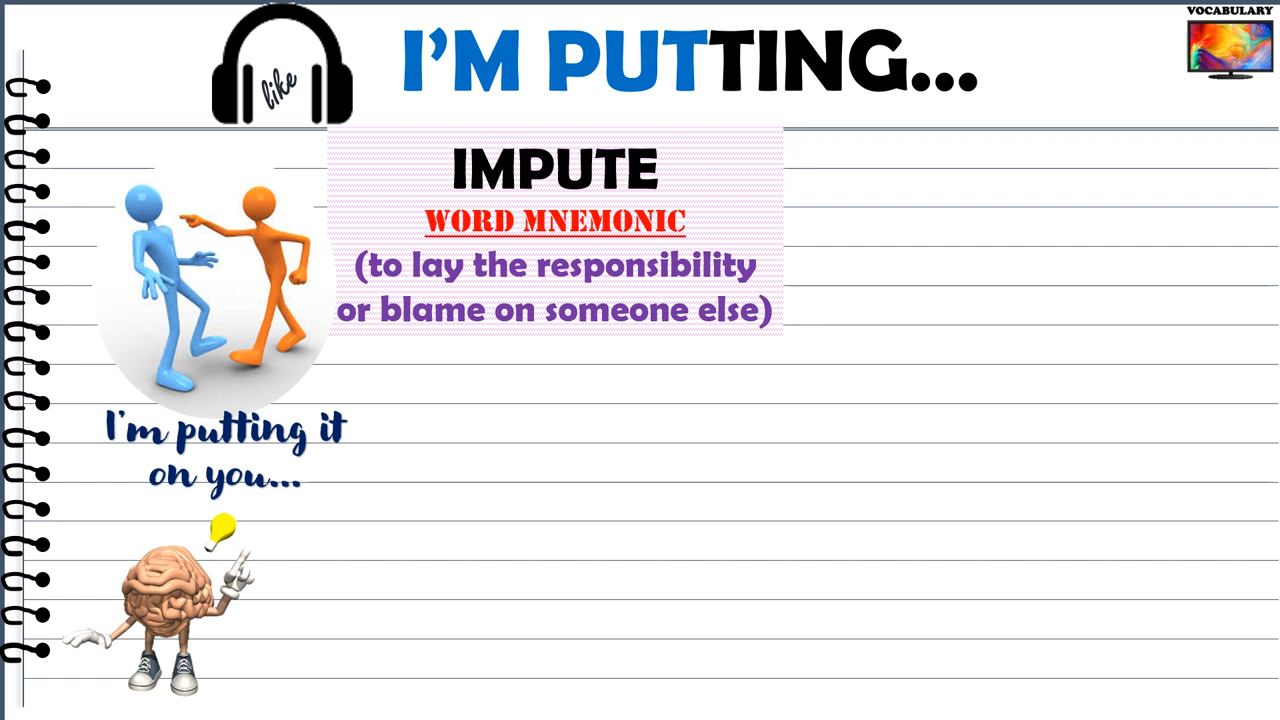 VOCABULARY
like
I’M PUTTING...
IMPUTE
WORD MNEMONIC
(to lay the responsibility
or blame on someone else)
I'm putting it
on you...